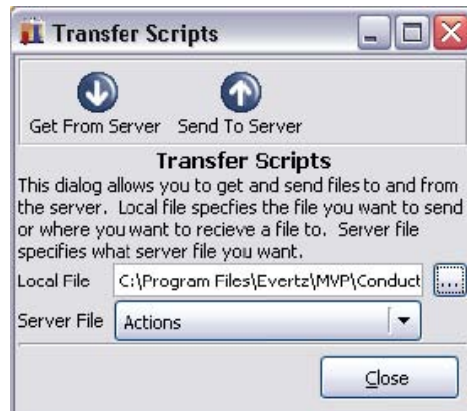 Transfer Scripts
Get From Server Send To Server
Transfer Scripts
This dialog allows you to get and send files to and from
the server. Local file specfies the file you want to send
or where you want to recieve a file to. Server file
specifies what server file you want.
Local File C:\Program Files\Evertz\MVP\Conduct ...
Server File Actions
Close